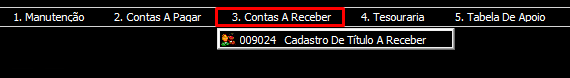 1. Manutenção 2. Contas A Pagar 3. Contas A Receber 4. Tesouraria 5. Tabela De Apoio
009024 Cadastro De Título A Receber